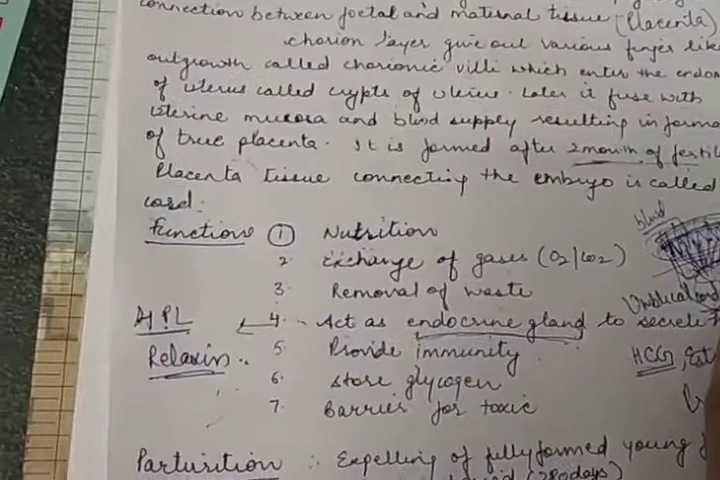 connection between foetal and maternal tissue (Placenta)
chorion layer give out various finger like
outgrowth called chorionic villi which enter the endom
of uterus called crypts of uterus. Later it fuse with
uterine mucosa and blood supply resulting in forma
of true placenta. It is formed after 2 month of fertili
Placenta tissue connecting the embryo is called
cord.
Functions ① Nutrition
blood
2. Exchange of gases (O2/CO2)
3. Removal of waste
Umblical cord
HPL ← 4. Act as endocrine gland to secrete
Relaxin.. 5. Provide immunity HCG,
6. Store glycogen
7. Barrier for toxic
Parturition : Expelling of fully formed young f
(280 days)